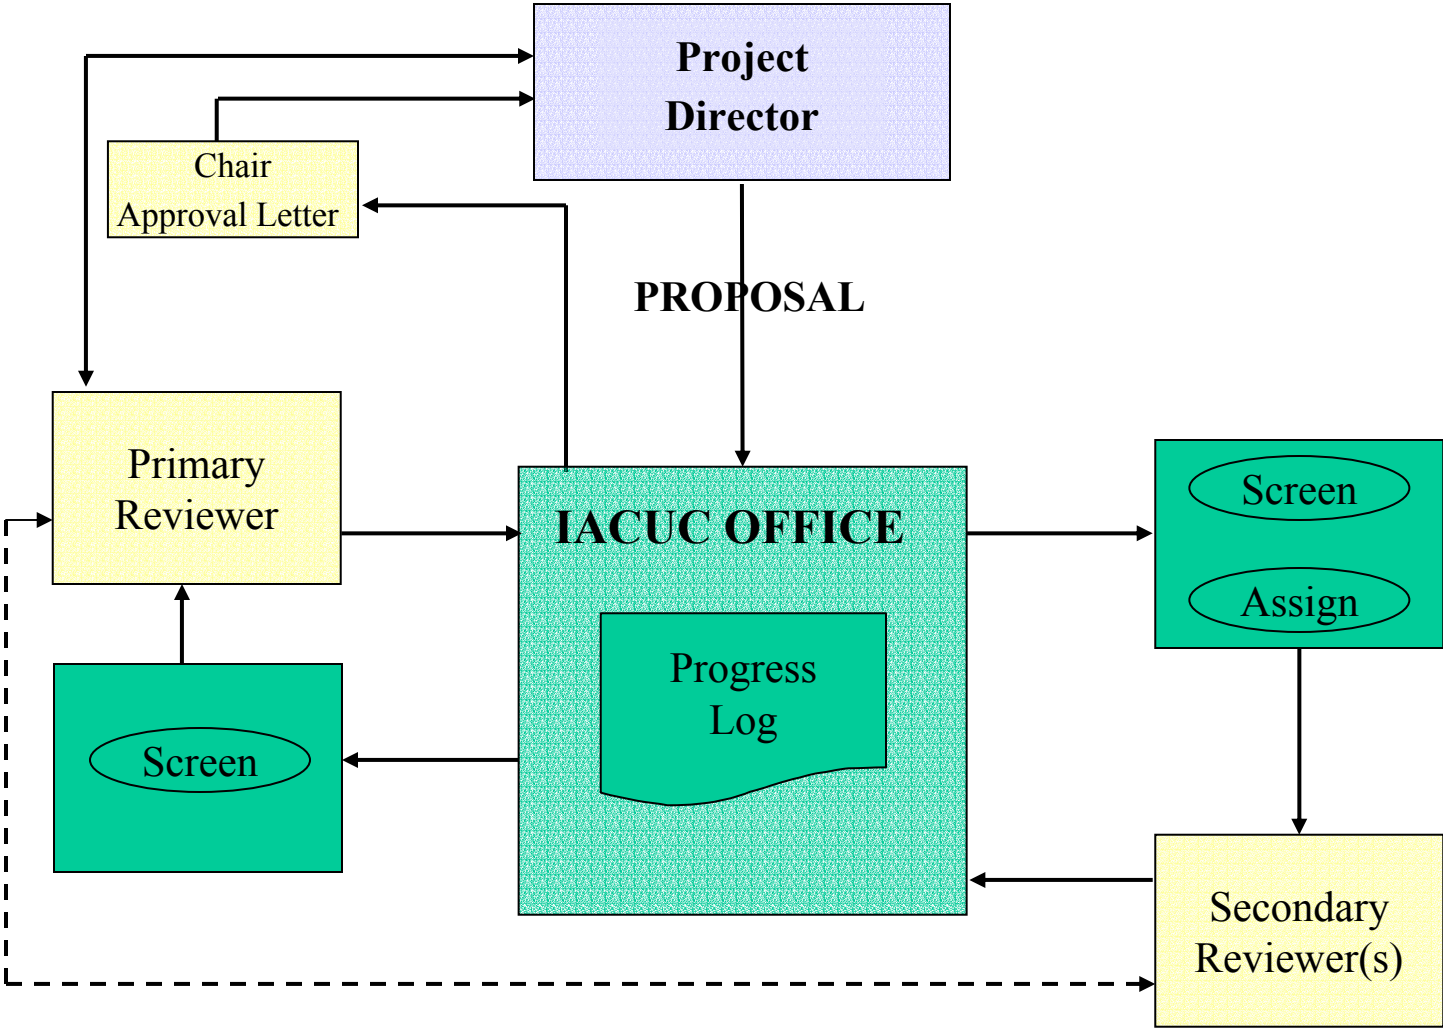 Project
Director
Chair
Approval Letter
PROPOSAL
Primary
Reviewer
IACUC OFFICE
Screen
Assign
Progress
Log
Screen
Secondary
Reviewer(s)